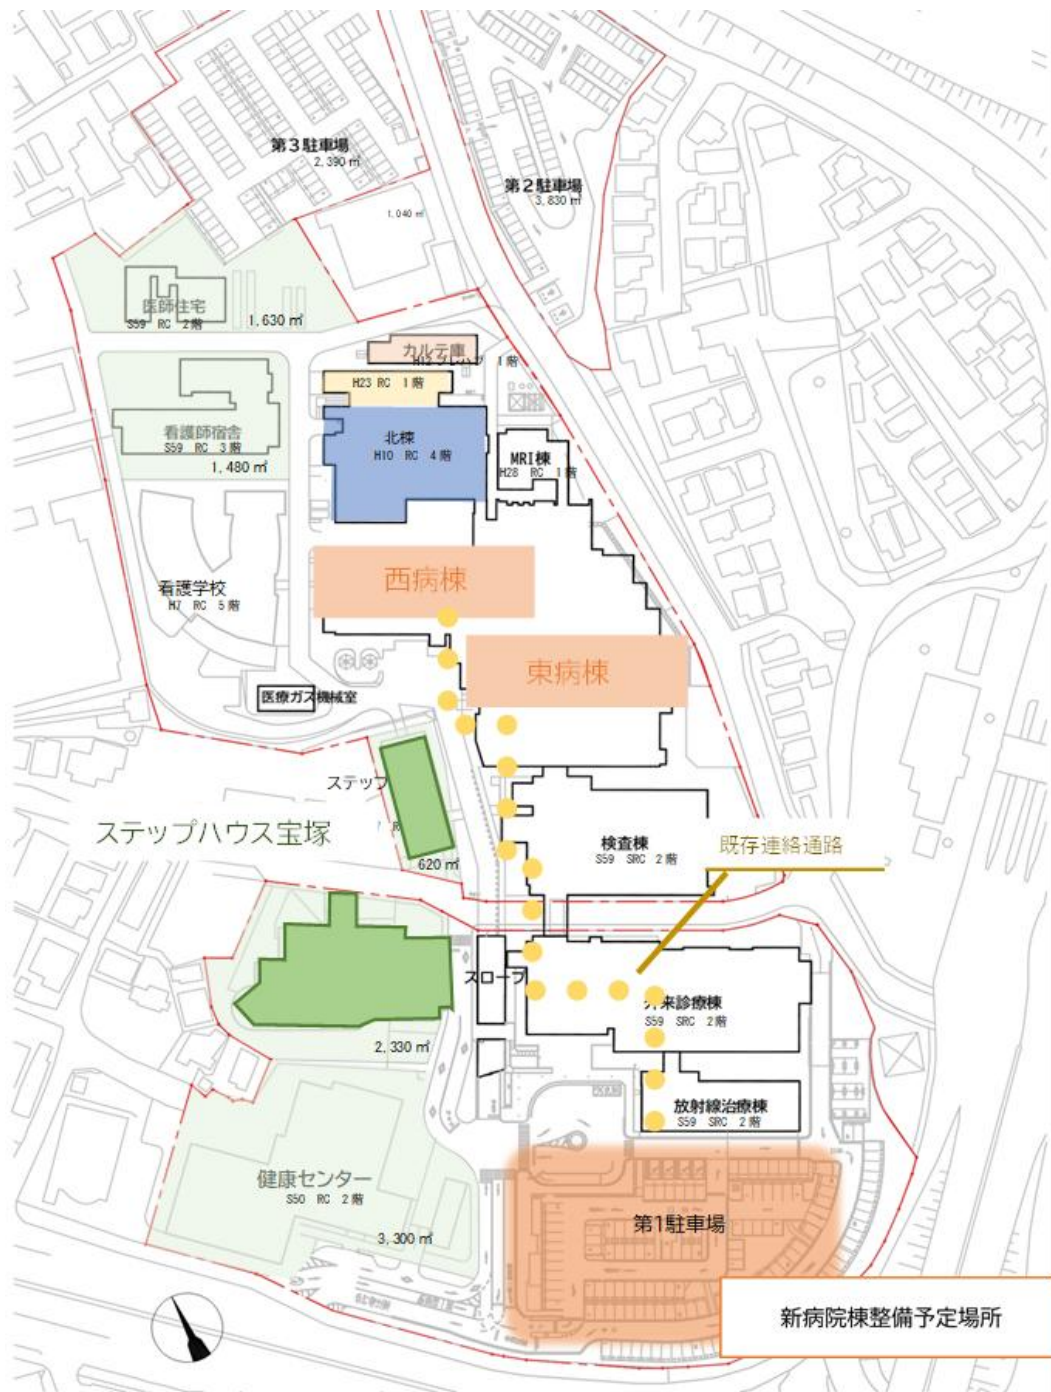 第3駐車場
2,390㎡
第2駐車場
3,830㎡
1,040㎡
医師住宅
S59 RC 2階
1,630㎡
カルテ庫
H12 プレハブ 1階
H23 RC 1階
看護師宿舎
S59 RC 3階
1,480㎡
北棟
H10 RC 4階
MRI棟
H28 RC 1階
西病棟
看護学校
H7 RC 5階
東病棟
医療ガス機械室
ステップ
ステップハウス宝塚
620㎡
検査棟
S59 SRC 2階
既存連絡通路
スロープ
外来診療棟
S59 SRC 2階
2,330㎡
放射線治療棟
S59 SRC 2階
健康センター
S50 RC 2階
3,300㎡
第1駐車場
新病院棟整備予定場所